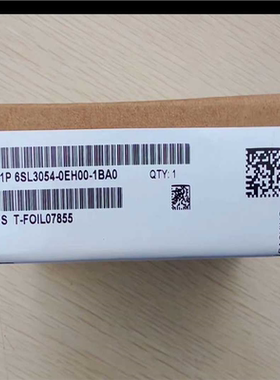 1P 6SL3054-0EH00-1BA0 QTY: 1
S T-FOIL07855